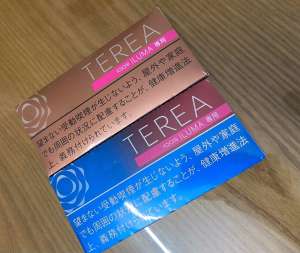 TEREA
IQOS ILUMA 専用
望まない受動喫煙が生じないよう、屋外や家庭
でも周囲の状況に配慮することが、健康増進法
上、義務付けられています。
TEREA
IQOS ILUMA 専用
望まない受動喫煙が生じないよう、屋外や家庭
でも周囲の状況に配慮することが、健康増進法
上、義務付けられています。